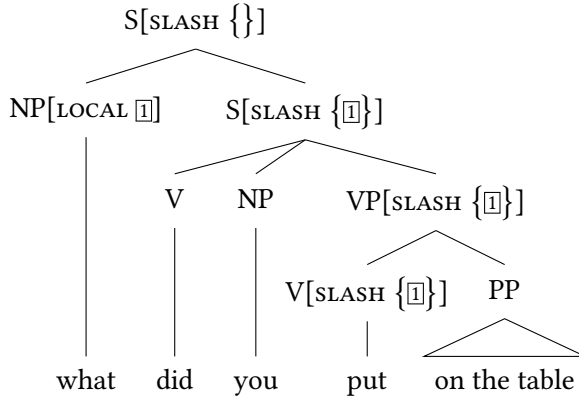 S[SLASH {}]
NP[LOCAL 1] S[SLASH {1}]
V NP VP[SLASH {1}]
V[SLASH {1}] PP
what did you put on the table